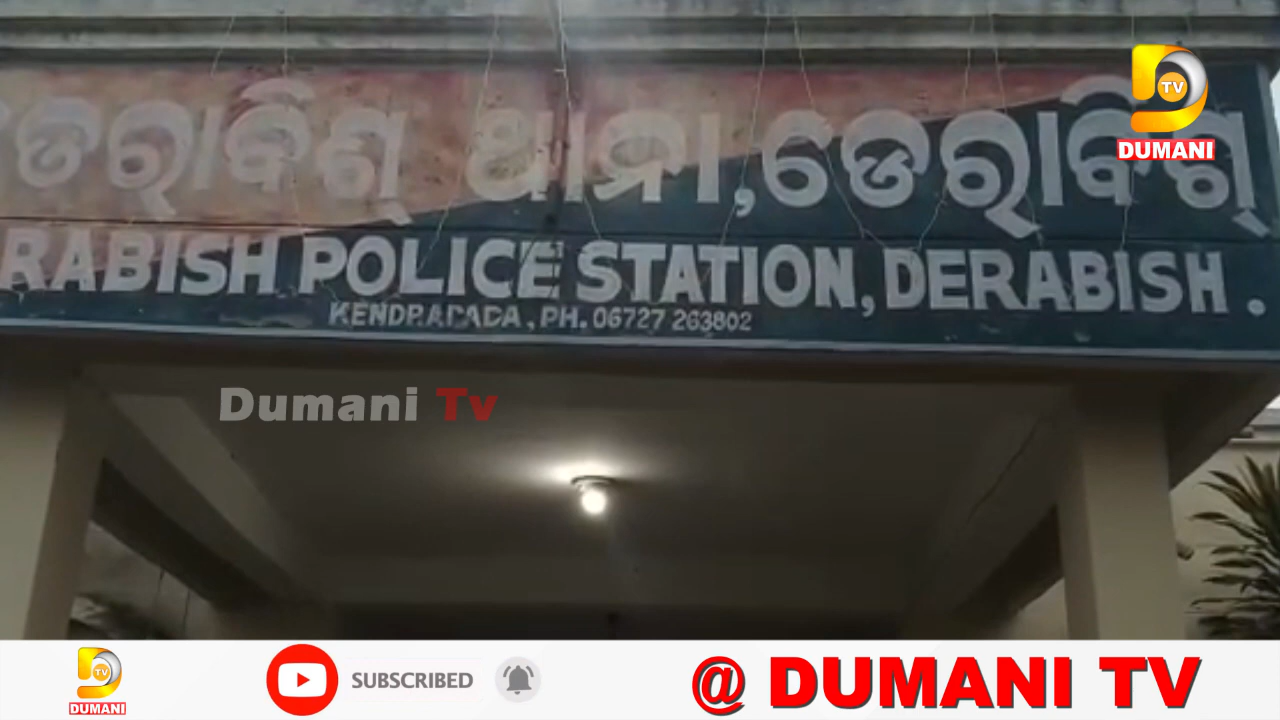 ଡେରାବିଶ୍ ଥାନା,ଡେରାବିଶ୍
RABISH POLICE STATION, DERABISH.
KENDRAPADA, PH. 06727 263802
TV
DUMANI
Dumani Tv
TV
DUMANI
SUBSCRIBED
@ DUMANI TV